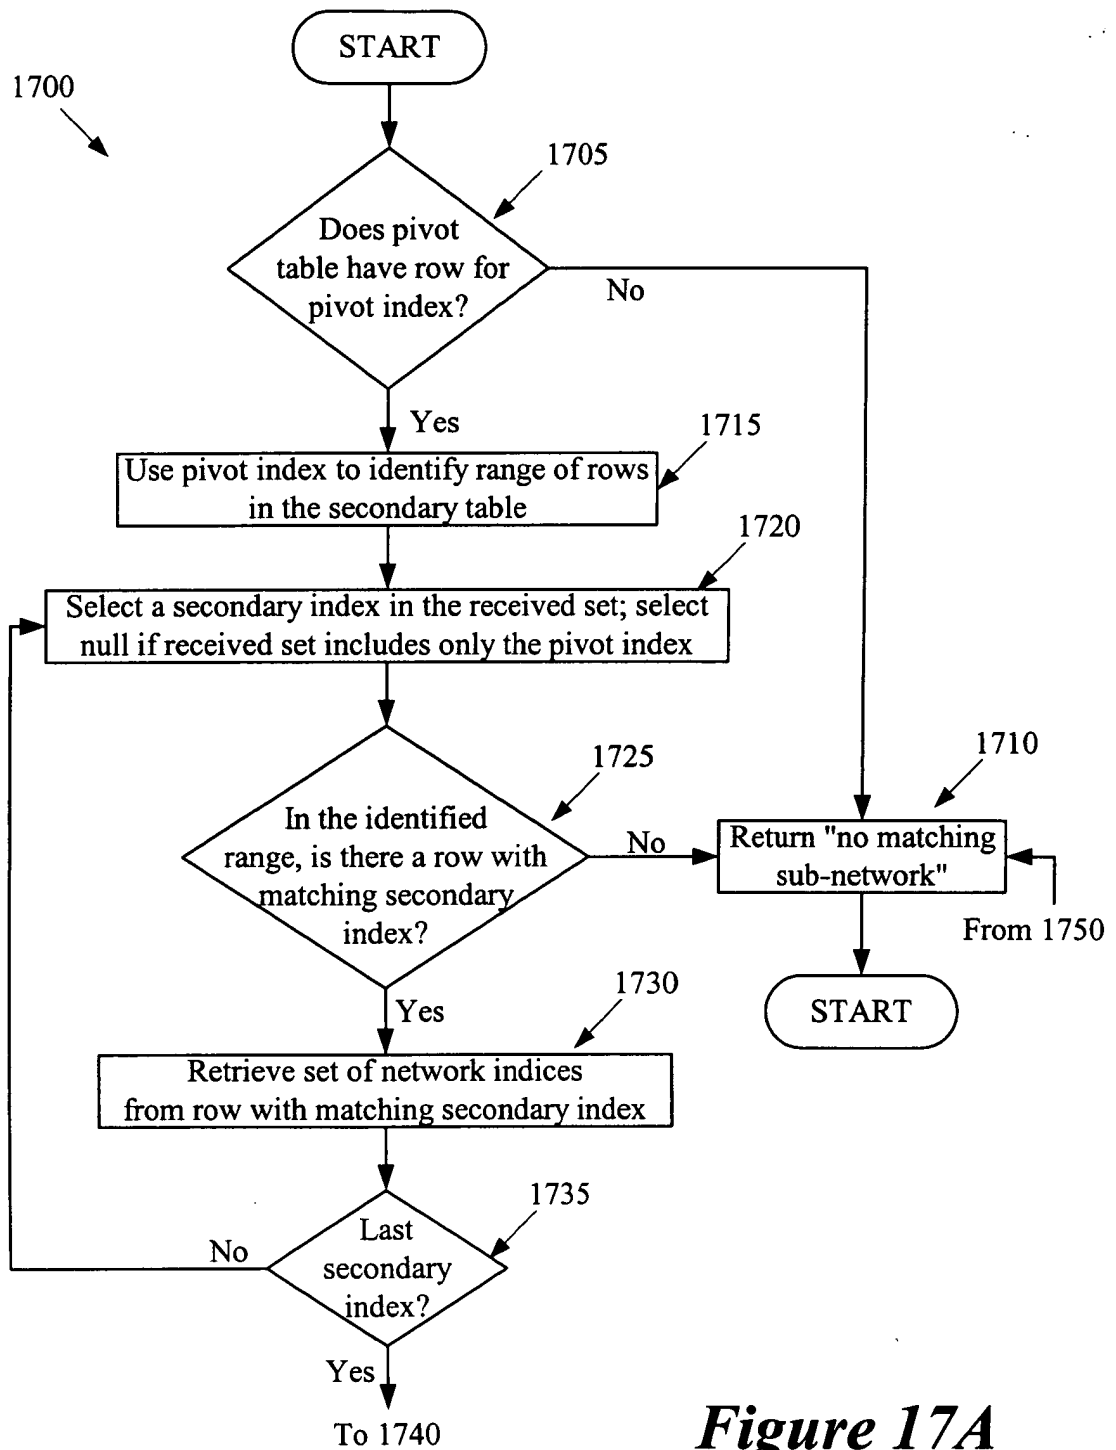 START
1700
1705
Does pivot
table have row for
pivot index?
No
Yes
1715
Use pivot index to identify range of rows
in the secondary table
1720
Select a secondary index in the received set; select
null if received set includes only the pivot index
1725
In the identified
range, is there a row with
matching secondary
index?
No
1710
Return "no matching
sub-network"
From 1750
START
Yes
1730
Retrieve set of network indices
from row with matching secondary index
1735
Last
secondary
index?
No
Yes
To 1740
Figure 17A